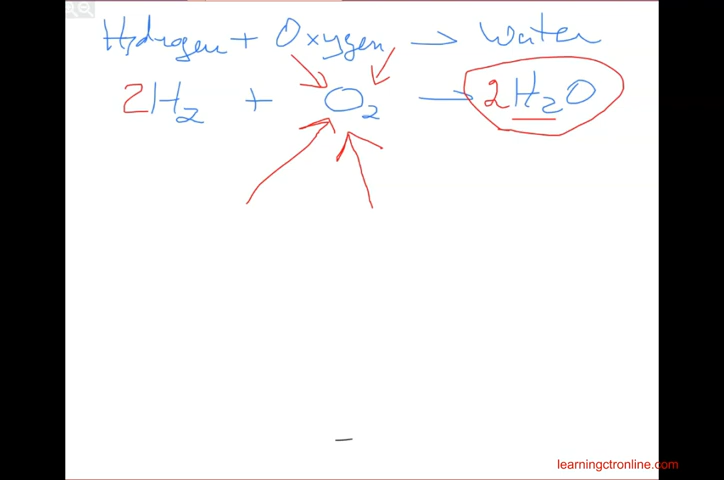 Hydrogen + Oxygen → Water
2H₂ + O₂ → 2H₂O
learningctronline.com